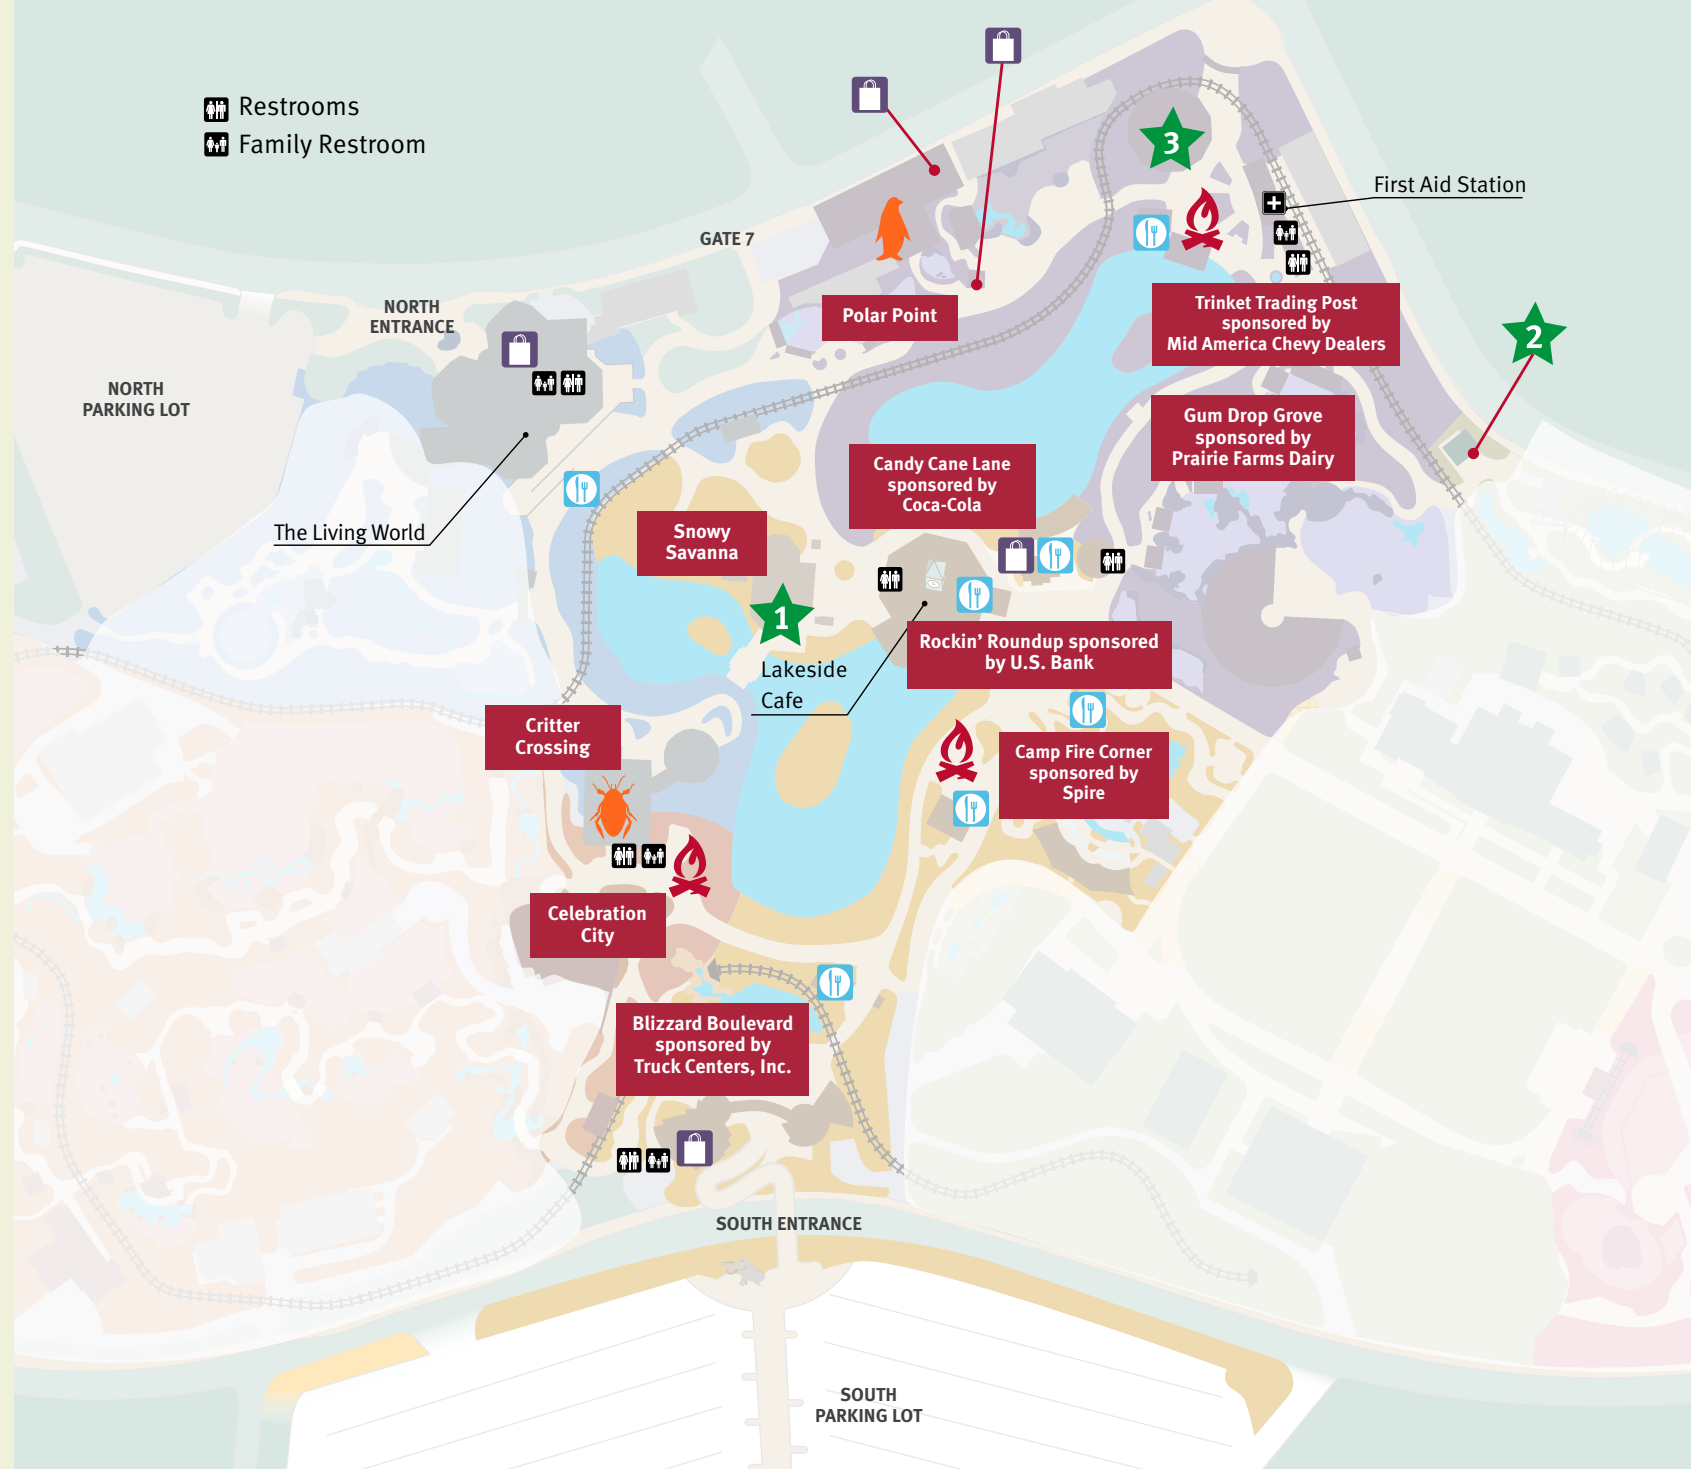 Restrooms
Family Restroom
3
First Aid Station
GATE 7
NORTH
ENTRANCE
Polar Point
Trinket Trading Post
sponsored by
Mid America Chevy Dealers
2
NORTH
PARKING LOT
Gum Drop Grove
sponsored by
Prairie Farms Dairy
Candy Cane Lane
sponsored by
Coca-Cola
The Living World
Snowy
Savanna
1
Rockin’ Roundup sponsored
by U.S. Bank
Lakeside
Cafe
Critter
Crossing
Camp Fire Corner
sponsored by
Spire
Celebration
City
Blizzard Boulevard
sponsored by
Truck Centers, Inc.
SOUTH ENTRANCE
SOUTH
PARKING LOT